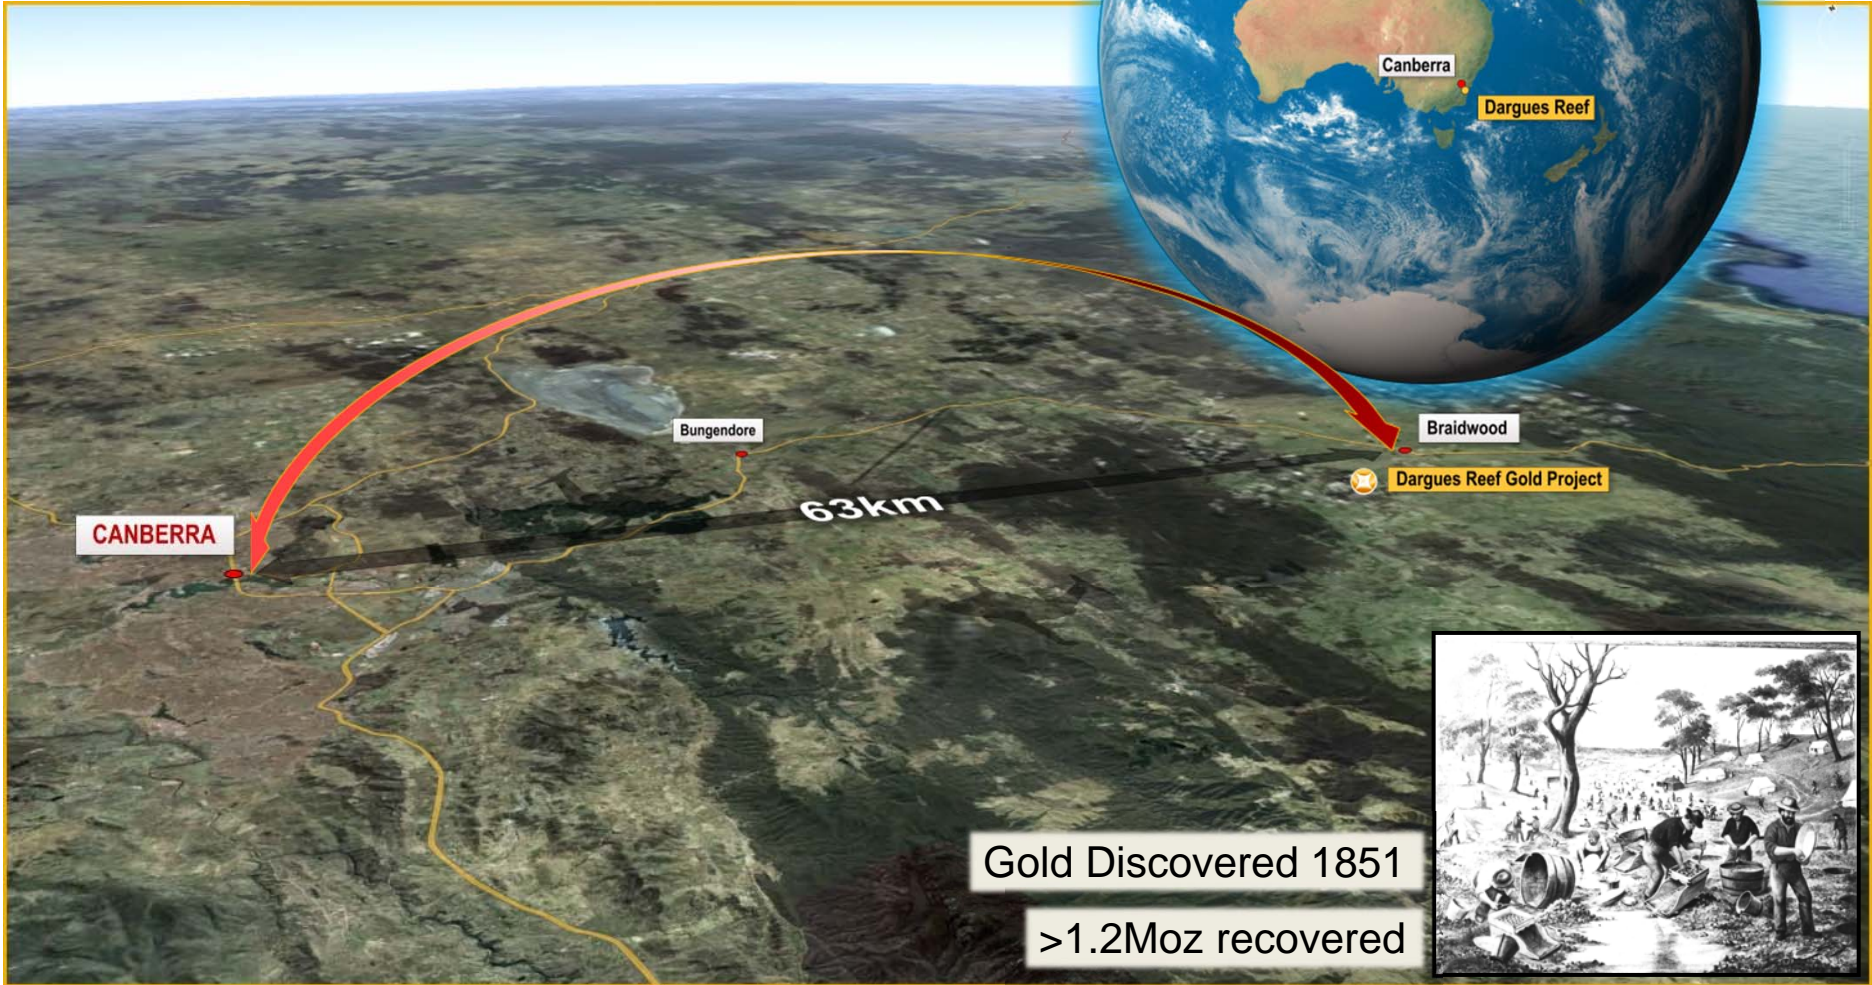 Canberra
Dargues Reef
Bungendore
Braidwood
Dargues Reef Gold Project
63km
CANBERRA
Gold Discovered 1851
>1.2Moz recovered